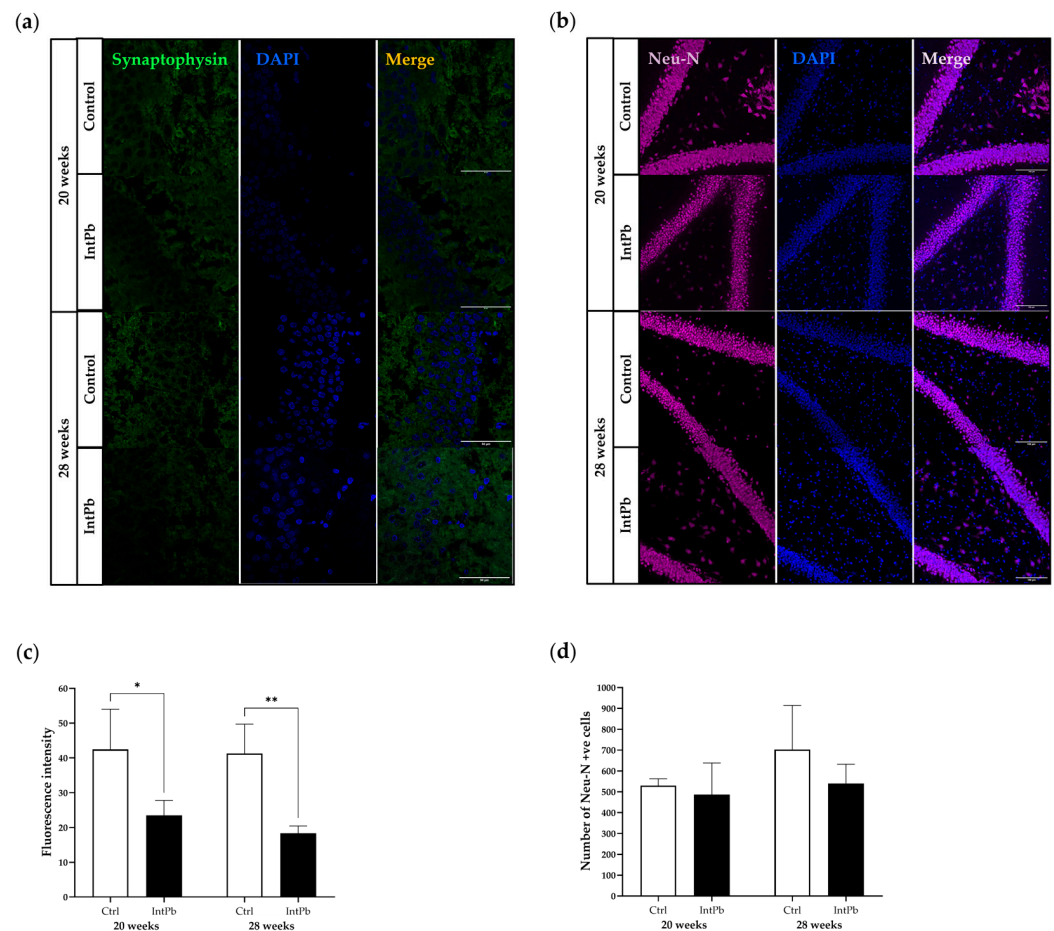 (a)
Synaptophysin DAPI Merge
20 weeks
Control
IntPb
28 weeks
Control
IntPb
(b)
Neu-N DAPI Merge
20 weeks
Control
IntPb
28 weeks
Control
IntPb
(c)
Fluorescence intensity
60
50
40
30
20
10
0
*
**
Ctrl IntPb Ctrl IntPb
20 weeks 28 weeks
(d)
Number of Neu-N +ve cells
1000
900
800
700
600
500
400
300
200
100
0
Ctrl IntPb Ctrl IntPb
20 weeks 28 weeks